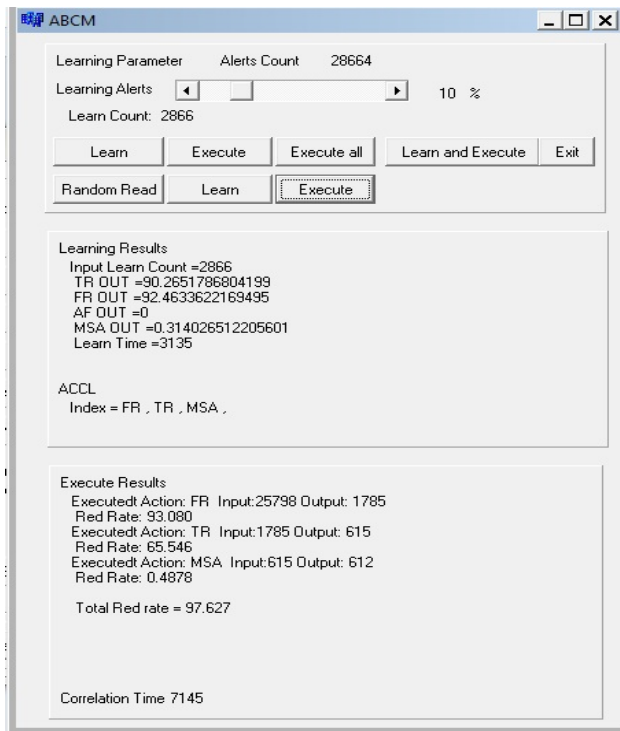 ABCM
Learning Parameter Alerts Count 28664
Learning Alerts 10 %
Learn Count: 2866
Learn Execute Execute all Learn and Execute Exit
Random Read Learn Execute
Learning Results
Input Learn Count =2866
TR OUT =90.2651786804199
FR OUT =92.4633622169495
AF OUT =0
MSA OUT =0.314026512205601
Learn Time =3135
ACCL
Index = FR , TR , MSA ,
Execute Results
Executedt Action: FR Input:25798 Output: 1785
Red Rate: 93.080
Executedt Action: TR Input:1785 Output: 615
Red Rate: 65.546
Executedt Action: MSA Input:615 Output: 612
Red Rate: 0.4878
Total Red rate = 97.627
Correlation Time 7145